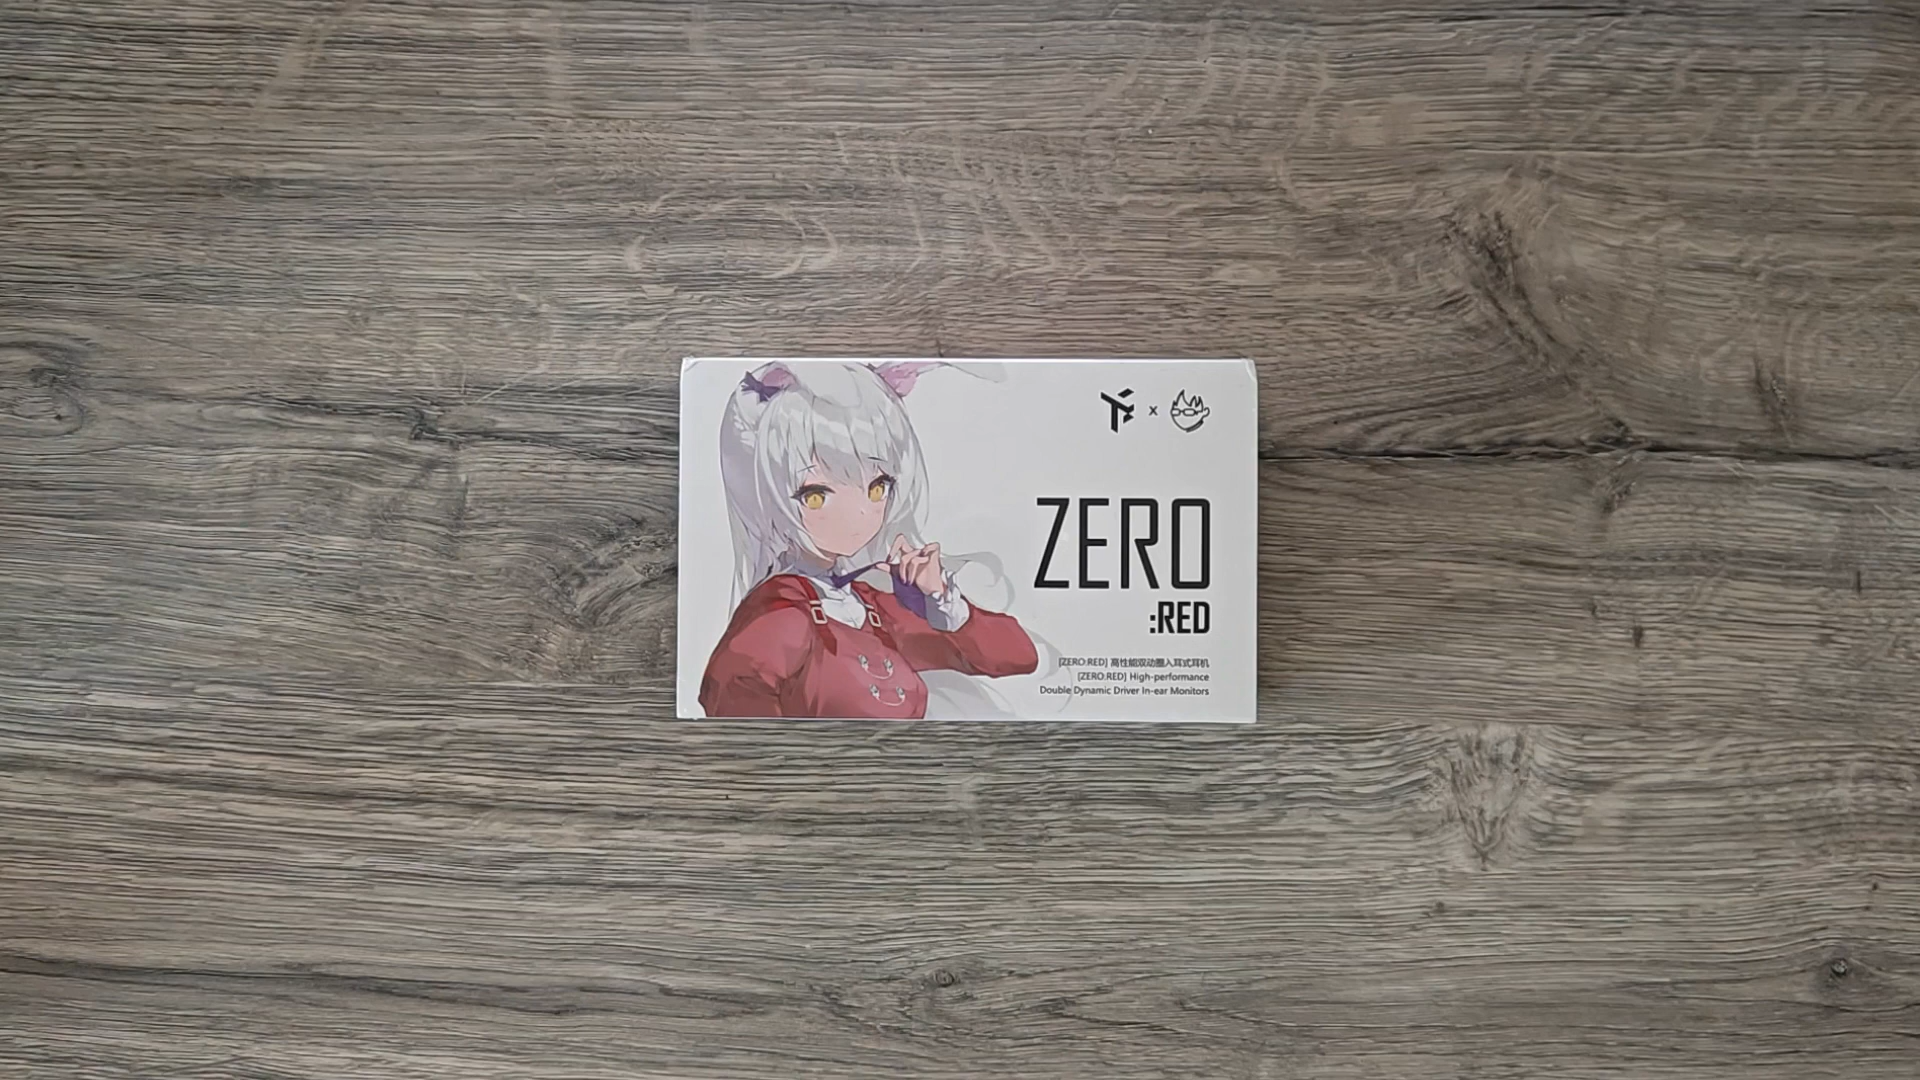 x
ZERO
:RED
[ZERO:RED] 高性能双动圈入耳式耳机
[ZERO:RED] High-performance
Double Dynamic Driver In-ear Monitors